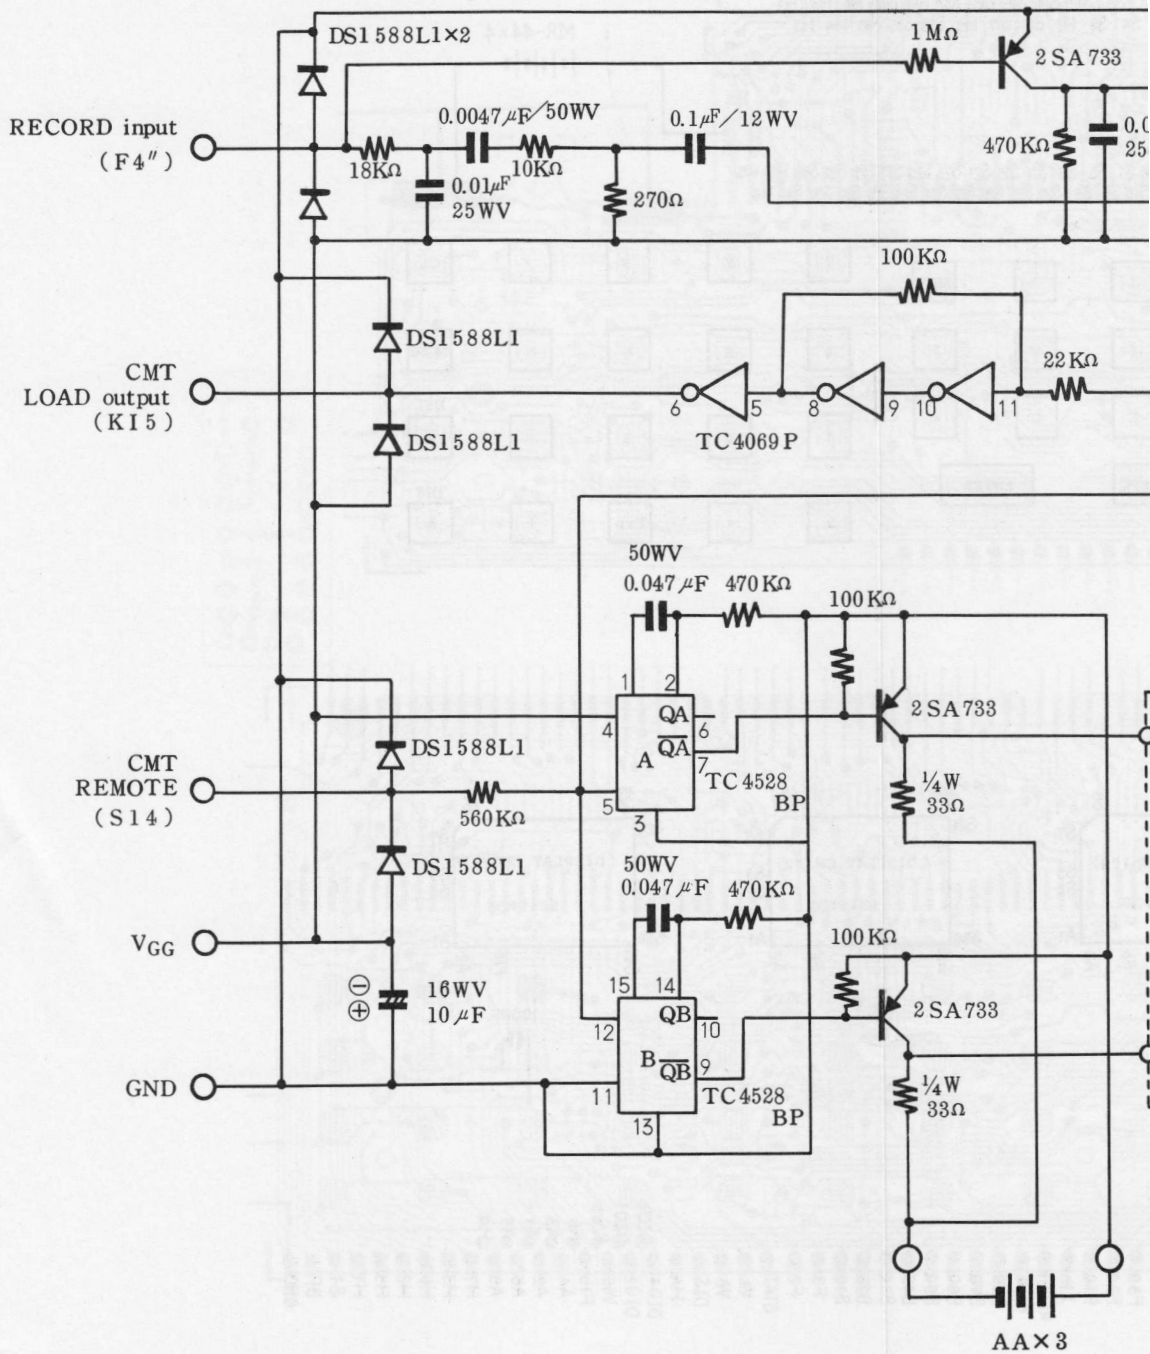 DS1588L1×2
1MΩ
2SA733
RECORD input
(F4″)
0.0047μF/50WV
0.1μF/12WV
18KΩ
10KΩ
0.01μF
25WV
270Ω
470KΩ
0.0
25
100KΩ
DS1588L1
CMT
LOAD output
(KI5)
22KΩ
6
5
8
9
10
11
DS1588L1
TC4069P
50WV
0.047μF
470KΩ
100KΩ
1
2
4
QA
6
2SA733
QA
7
A
DS1588L1
CMT
REMOTE
(S14)
560KΩ
5
3
TC4528
BP
¼W
33Ω
DS1588L1
50WV
0.047μF
470KΩ
100KΩ
VGG
⊖
⊕
16WV
10μF
15
14
12
QB
10
2SA733
B
QB
9
GND
11
13
TC4528
BP
¼W
33Ω
AA×3